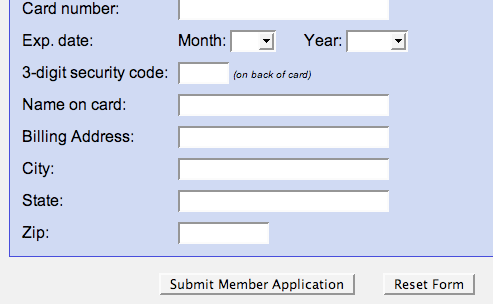 Card number:
Exp. date: Month: Year:
3-digit security code: (on back of card)
Name on card:
Billing Address:
City:
State:
Zip:
Submit Member Application Reset Form